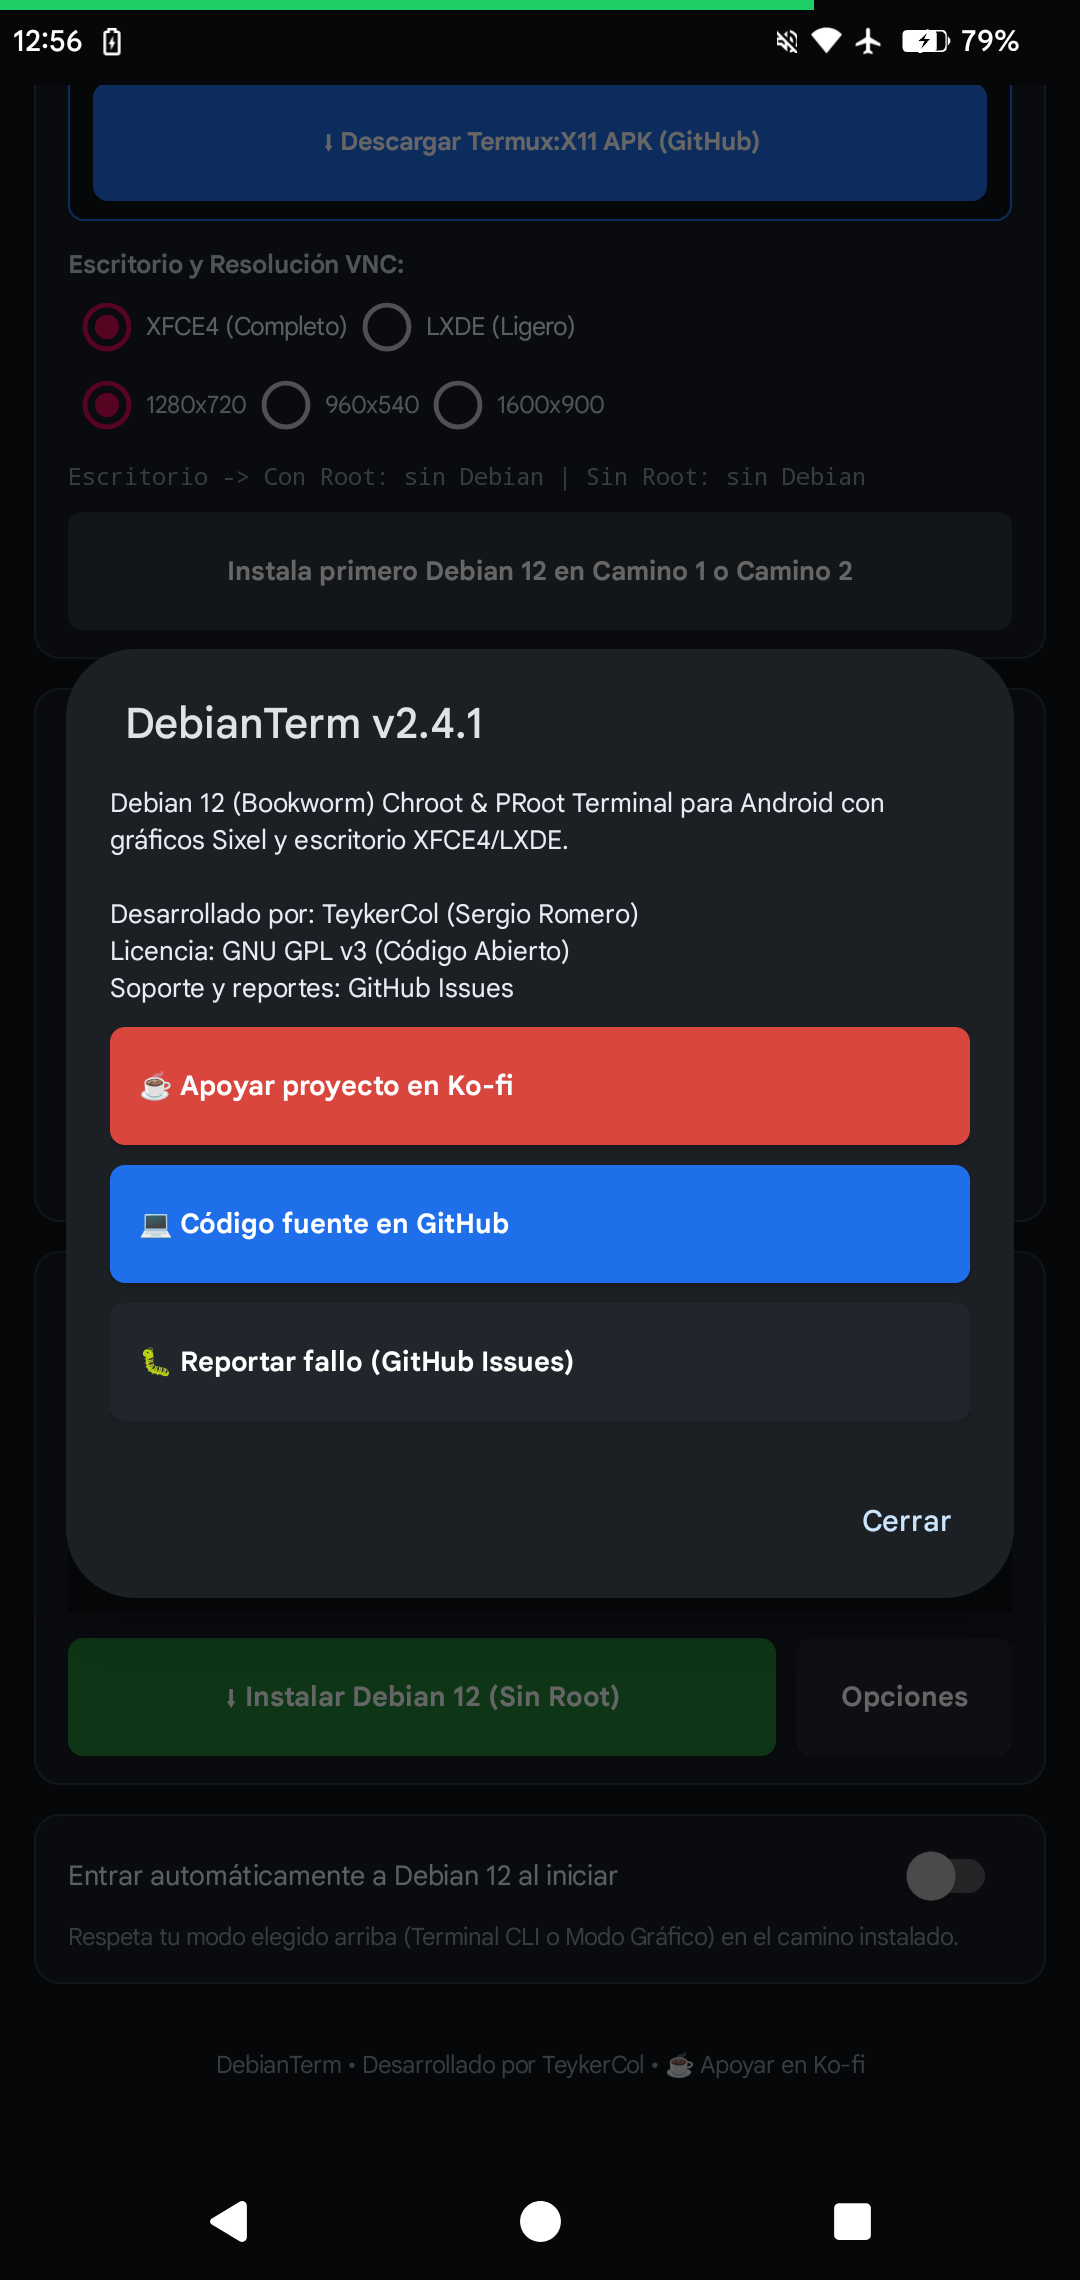 12:56
79%
⭳ Descargar Termux:X11 APK (GitHub)
Escritorio y Resolución VNC:
XFCE4 (Completo) LXDE (Ligero)
1280x720 960x540 1600x900
Escritorio -> Con Root: sin Debian | Sin Root: sin Debian
Instala primero Debian 12 en Camino 1 o Camino 2
DebianTerm v2.4.1
Debian 12 (Bookworm) Chroot & PRoot Terminal para Android con
gráficos Sixel y escritorio XFCE4/LXDE.
Desarrollado por: TeykerCol (Sergio Romero)
Licencia: GNU GPL v3 (Código Abierto)
Soporte y reportes: GitHub Issues
☕ Apoyar proyecto en Ko-fi
💻 Código fuente en GitHub
🐛 Reportar fallo (GitHub Issues)
Cerrar
⭳ Instalar Debian 12 (Sin Root)
Opciones
Entrar automáticamente a Debian 12 al iniciar
Respeta tu modo elegido arriba (Terminal CLI o Modo Gráfico) en el camino instalado.
DebianTerm • Desarrollado por TeykerCol • ☕ Apoyar en Ko-fi